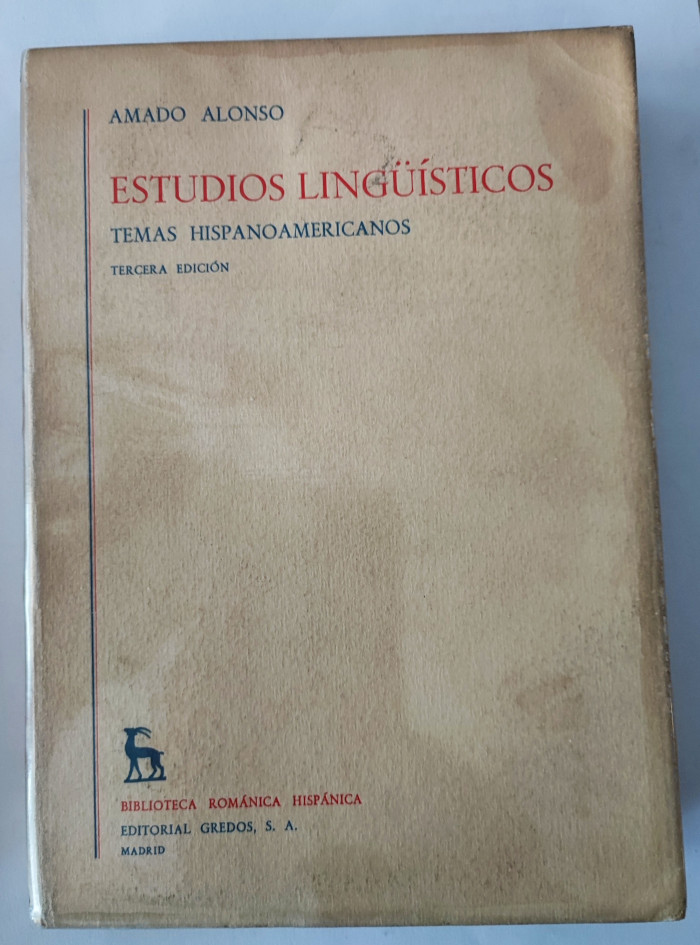 AMADO ALONSO
ESTUDIOS LINGÜÍSTICOS
TEMAS HISPANOAMERICANOS
TERCERA EDICIÓN
BIBLIOTECA ROMÁNICA HISPÁNICA
EDITORIAL GREDOS, S. A.
MADRID